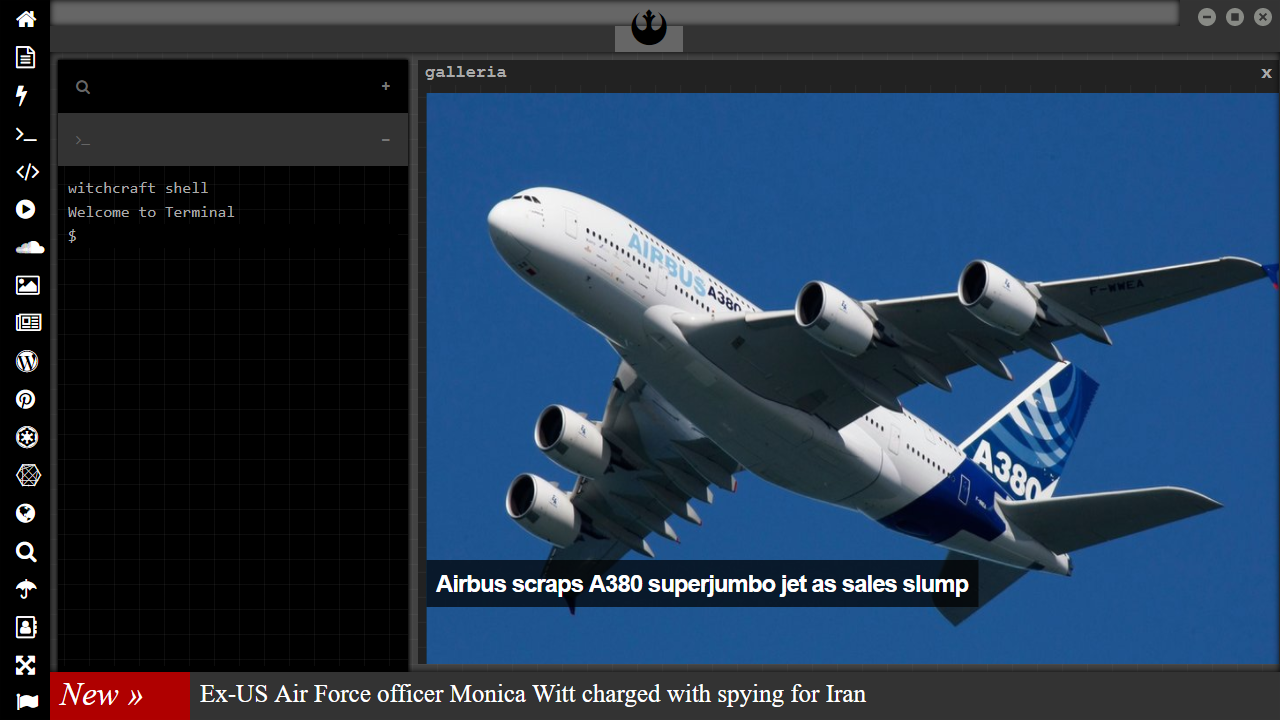 galleria
x
witchcraft shell
Welcome to Terminal
$
AIRBUS A380
F-WWEA
A380
Airbus scraps A380 superjumbo jet as sales slump
New »
Ex-US Air Force officer Monica Witt charged with spying for Iran